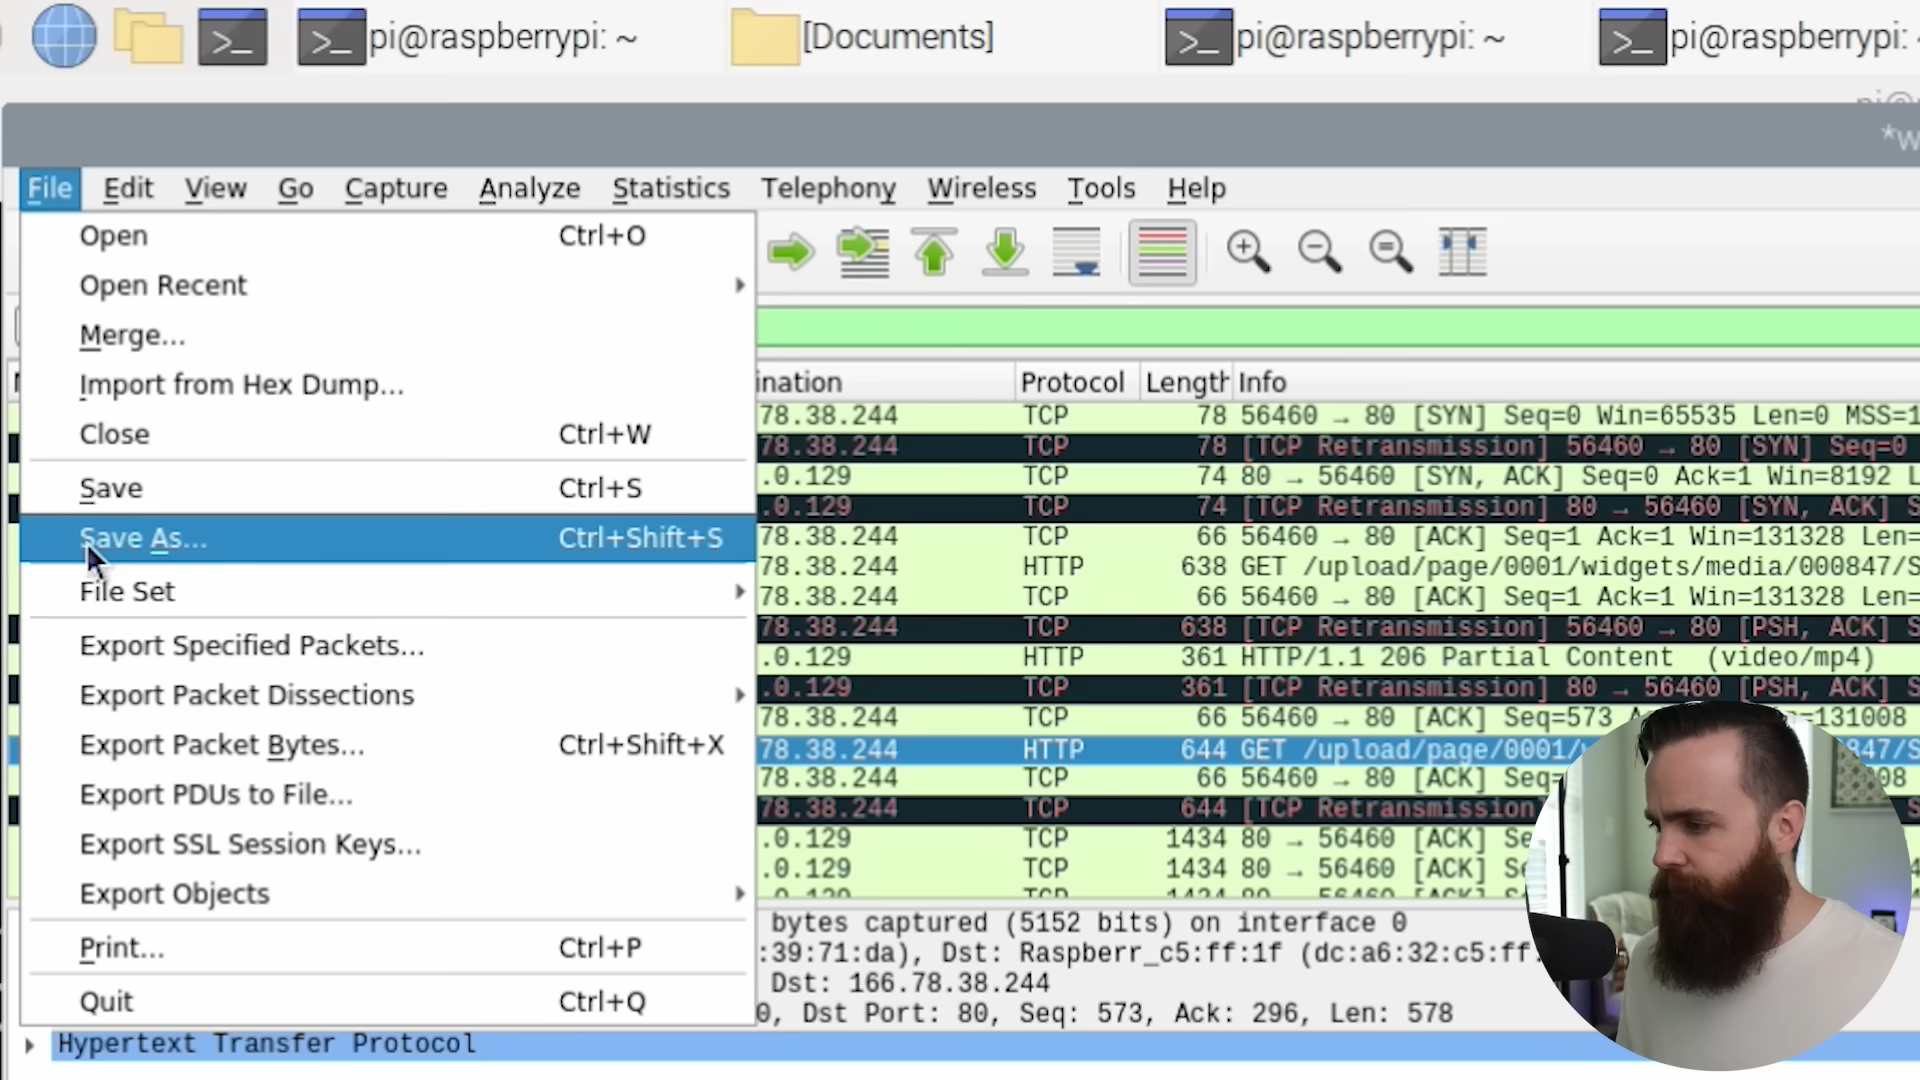 pi@raspberrypi: ~
[Documents]
pi@raspberrypi: ~
pi@raspberrypi:
*w
File Edit View Go Capture Analyze Statistics Telephony Wireless Tools Help
Open Ctrl+O
Open Recent
Merge...
Import from Hex Dump...
Close Ctrl+W
Save Ctrl+S
Save As... Ctrl+Shift+S
File Set
Export Specified Packets...
Export Packet Dissections
Export Packet Bytes... Ctrl+Shift+X
Export PDUs to File...
Export SSL Session Keys...
Export Objects
Print... Ctrl+P
Quit Ctrl+Q
ination Protocol Length Info
78.38.244 TCP 78 56460 → 80 [SYN] Seq=0 Win=65535 Len=0 MSS=1
78.38.244 TCP 78 [TCP Retransmission] 56460 → 80 [SYN] Seq=0
.0.129 TCP 74 80 → 56460 [SYN, ACK] Seq=0 Ack=1 Win=8192 L
.0.129 TCP 74 [TCP Retransmission] 80 → 56460 [SYN, ACK] S
78.38.244 TCP 66 56460 → 80 [ACK] Seq=1 Ack=1 Win=131328 Len=
78.38.244 HTTP 638 GET /upload/page/0001/widgets/media/000847/S
78.38.244 TCP 66 56460 → 80 [ACK] Seq=1 Ack=1 Win=131328 Len=
78.38.244 TCP 638 [TCP Retransmission] 56460 → 80 [PSH, ACK] S
.0.129 HTTP 361 HTTP/1.1 206 Partial Content (video/mp4)
.0.129 TCP 361 [TCP Retransmission] 80 → 56460 [PSH, ACK] S
78.38.244 TCP 66 56460 → 80 [ACK] Seq=573 =131008
78.38.244 HTTP 644 GET /upload/page/0001/ 847/S
78.38.244 TCP 66 56460 → 80 [ACK] Seq= 08
78.38.244 TCP 644 [TCP Retransmission]
.0.129 TCP 1434 80 → 56460 [ACK] Se
.0.129 TCP 1434 80 → 56460 [ACK] Se
bytes captured (5152 bits) on interface 0
:39:71:da), Dst: Raspberr_c5:ff:1f (dc:a6:32:c5:ff:
Dst: 166.78.38.244
0, Dst Port: 80, Seq: 573, Ack: 296, Len: 578
Hypertext Transfer Protocol